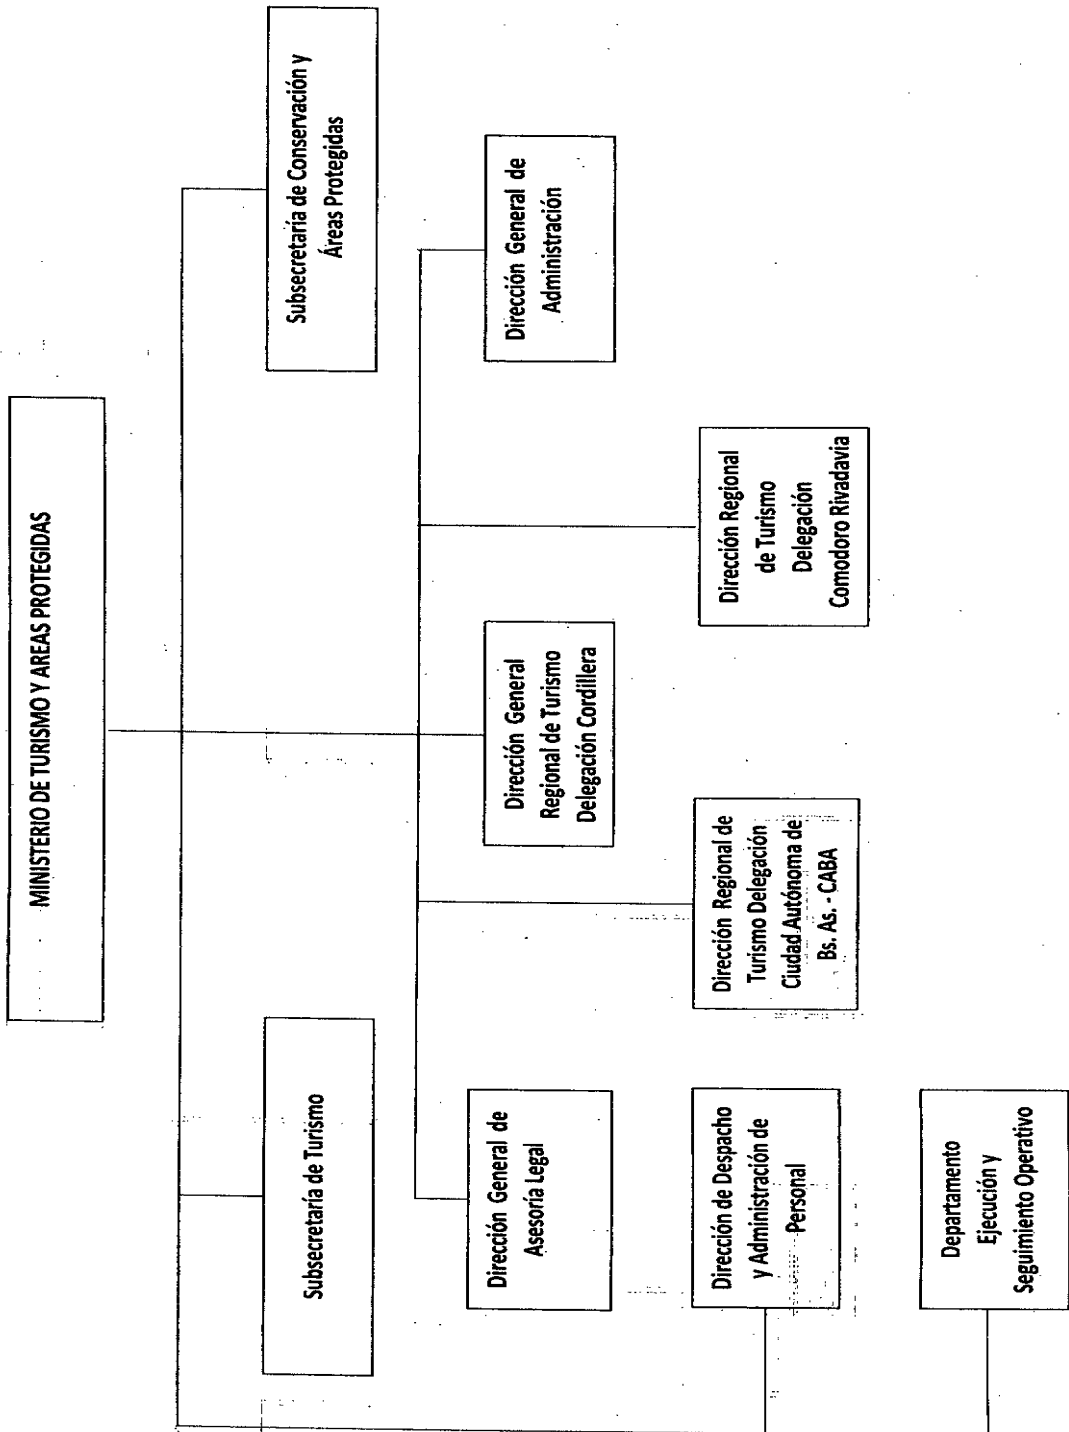 MINISTERIO DE TURISMO Y AREAS PROTEGIDAS
Subsecretaría de Turismo
Subsecretaría de Conservación y
Áreas Protegidas
Dirección General de
Asesoría Legal
Dirección General
Regional de Turismo
Delegación Cordillera
Dirección General de
Administración
Dirección de Despacho
y Administración de
Personal
Dirección Regional de
Turismo Delegación
Ciudad Autónoma de
Bs. As. - CABA
Dirección Regional
de Turismo
Delegación
Comodoro Rivadavia
Departamento
Ejecución y
Seguimiento Operativo